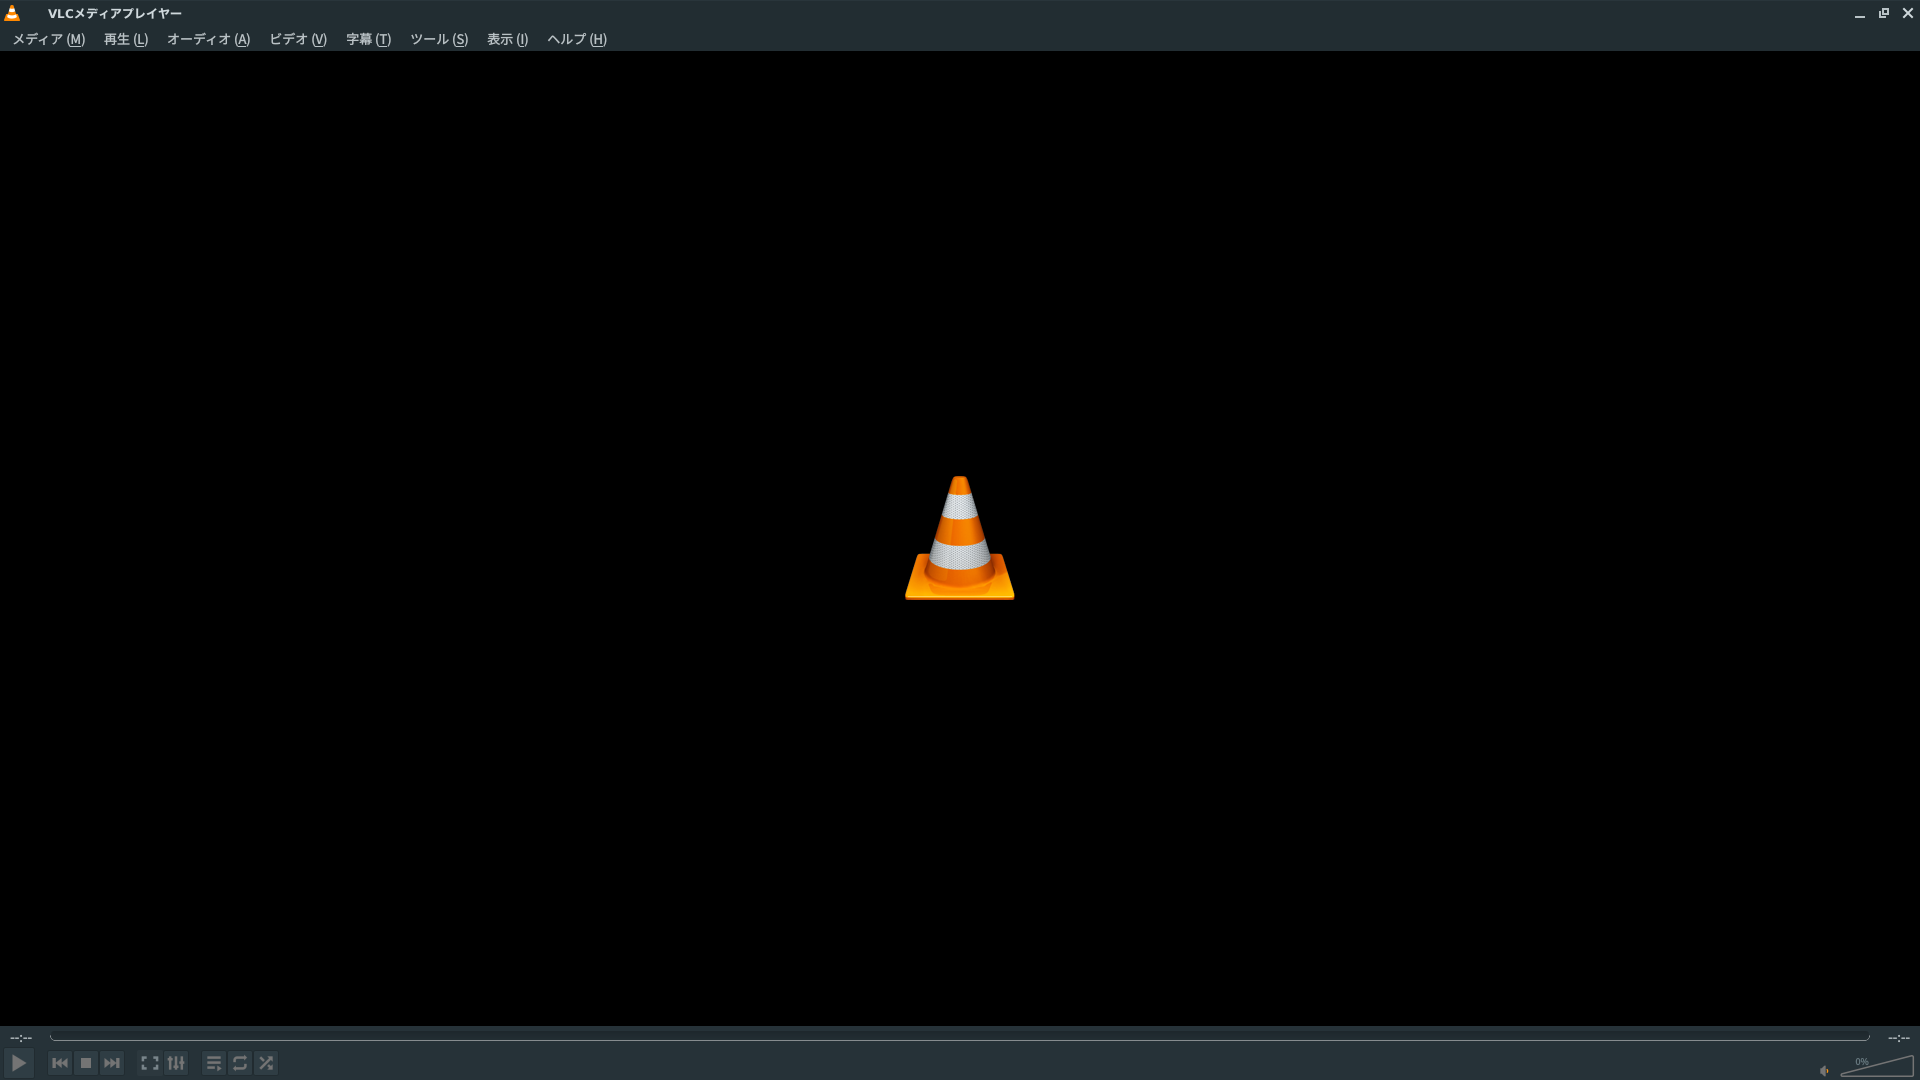 VLCメディアプレイヤー
メディア (M) 再生 (L) オーディオ (A) ビデオ (V) 字幕 (T) ツール (S) 表示 (I) ヘルプ (H)
--:-- --:--
0%